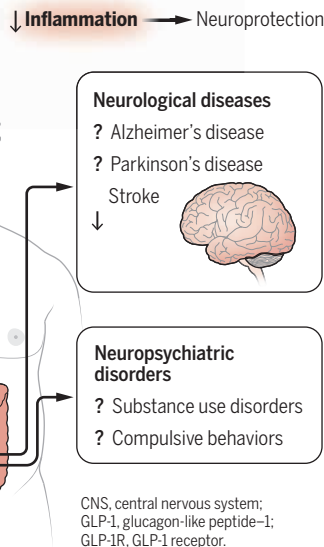 ↓ Inflammation → Neuroprotection
Neurological diseases
? Alzheimer's disease
? Parkinson's disease
Stroke
↓
Neuropsychiatric
disorders
? Substance use disorders
? Compulsive behaviors
CNS, central nervous system;
GLP-1, glucagon-like peptide–1;
GLP-1R, GLP-1 receptor.